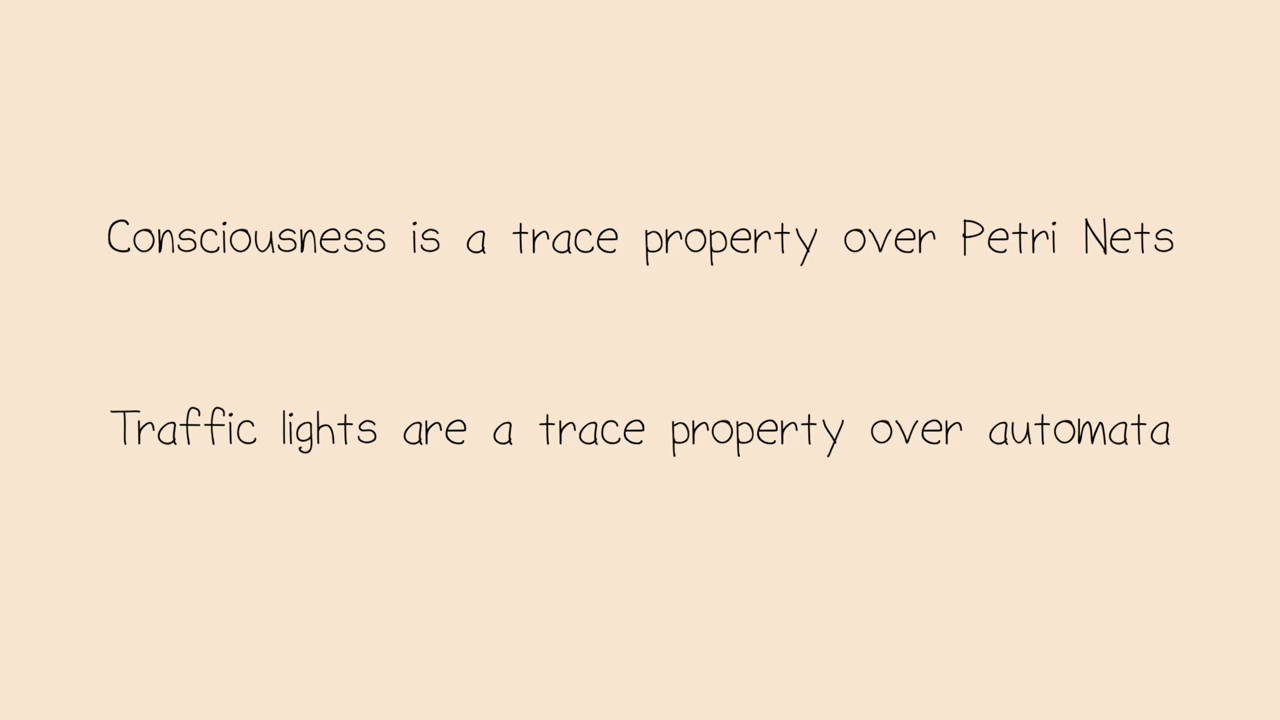 Consciousness is a trace property over Petri Nets
Traffic lights are a trace property over automata